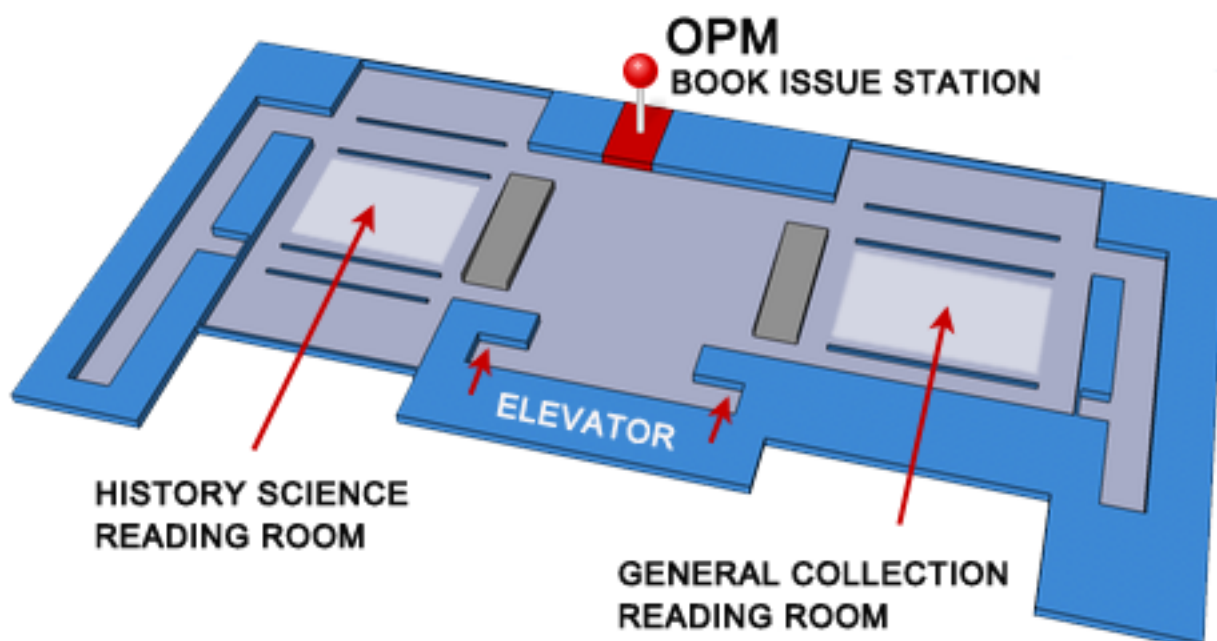 OPM
BOOK ISSUE STATION
ELEVATOR
HISTORY SCIENCE
READING ROOM
GENERAL COLLECTION
READING ROOM